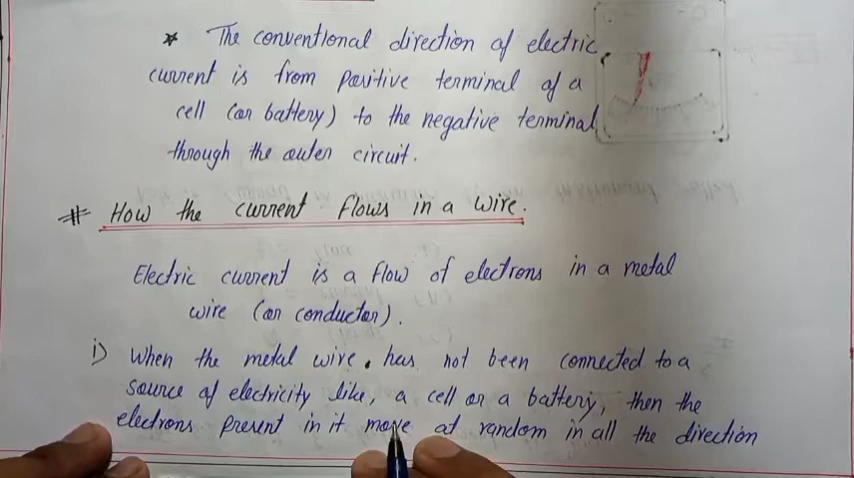 * The conventional direction of electric
current is from positive terminal of a
cell (or battery) to the negative terminal
through the outer circuit.
# How the current flows in a wire.
Electric current is a flow of electrons in a metal
wire (or conductor).
i) When the metal wire. has not been connected to a
source of electricity like, a cell or a battery, then the
electrons present in it move at random in all the direction